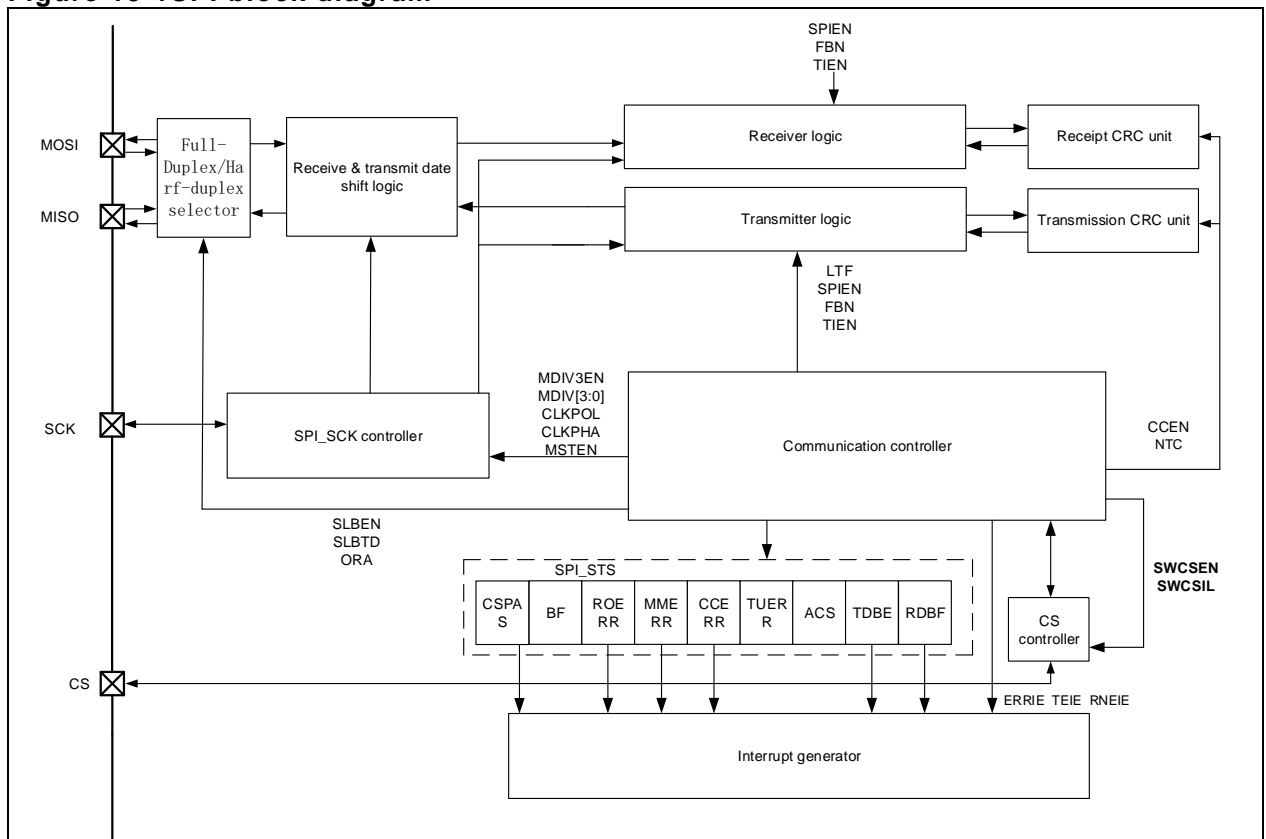 SPIEN
FBN
TIEN
MOSI
MISO
Full-
Duplex/Ha
rf-duplex
selector
Receive & transmit date
shift logic
Receiver logic
Receipt CRC unit
Transmitter logic
Transmission CRC unit
LTF
SPIEN
FBN
TIEN
SCK
SPI_SCK controller
MDIV3EN
MDIV[3:0]
CLKPOL
CLKPHA
MSTEN
Communication controller
CCEN
NTC
SLBEN
SLBTD
ORA
SPI_STS
CSPA
S
BF
ROE
RR
MME
RR
CCE
RR
TUER
R
ACS
TDBE
RDBF
SWCSEN
SWCSIL
CS
controller
CS
ERRIE TEIE RNEIE
Interrupt generator